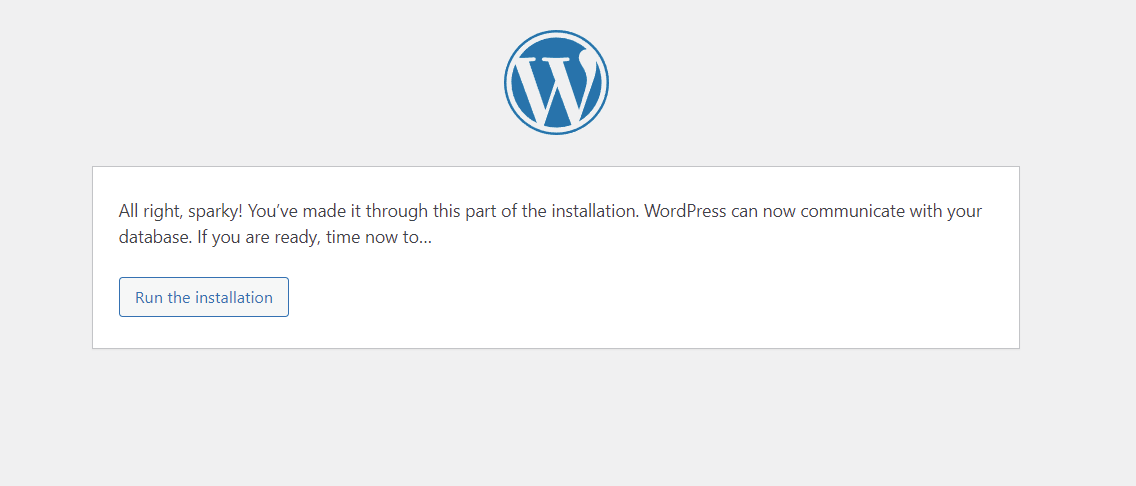 All right, sparky! You’ve made it through this part of the installation. WordPress can now communicate with your
database. If you are ready, time now to…
Run the installation